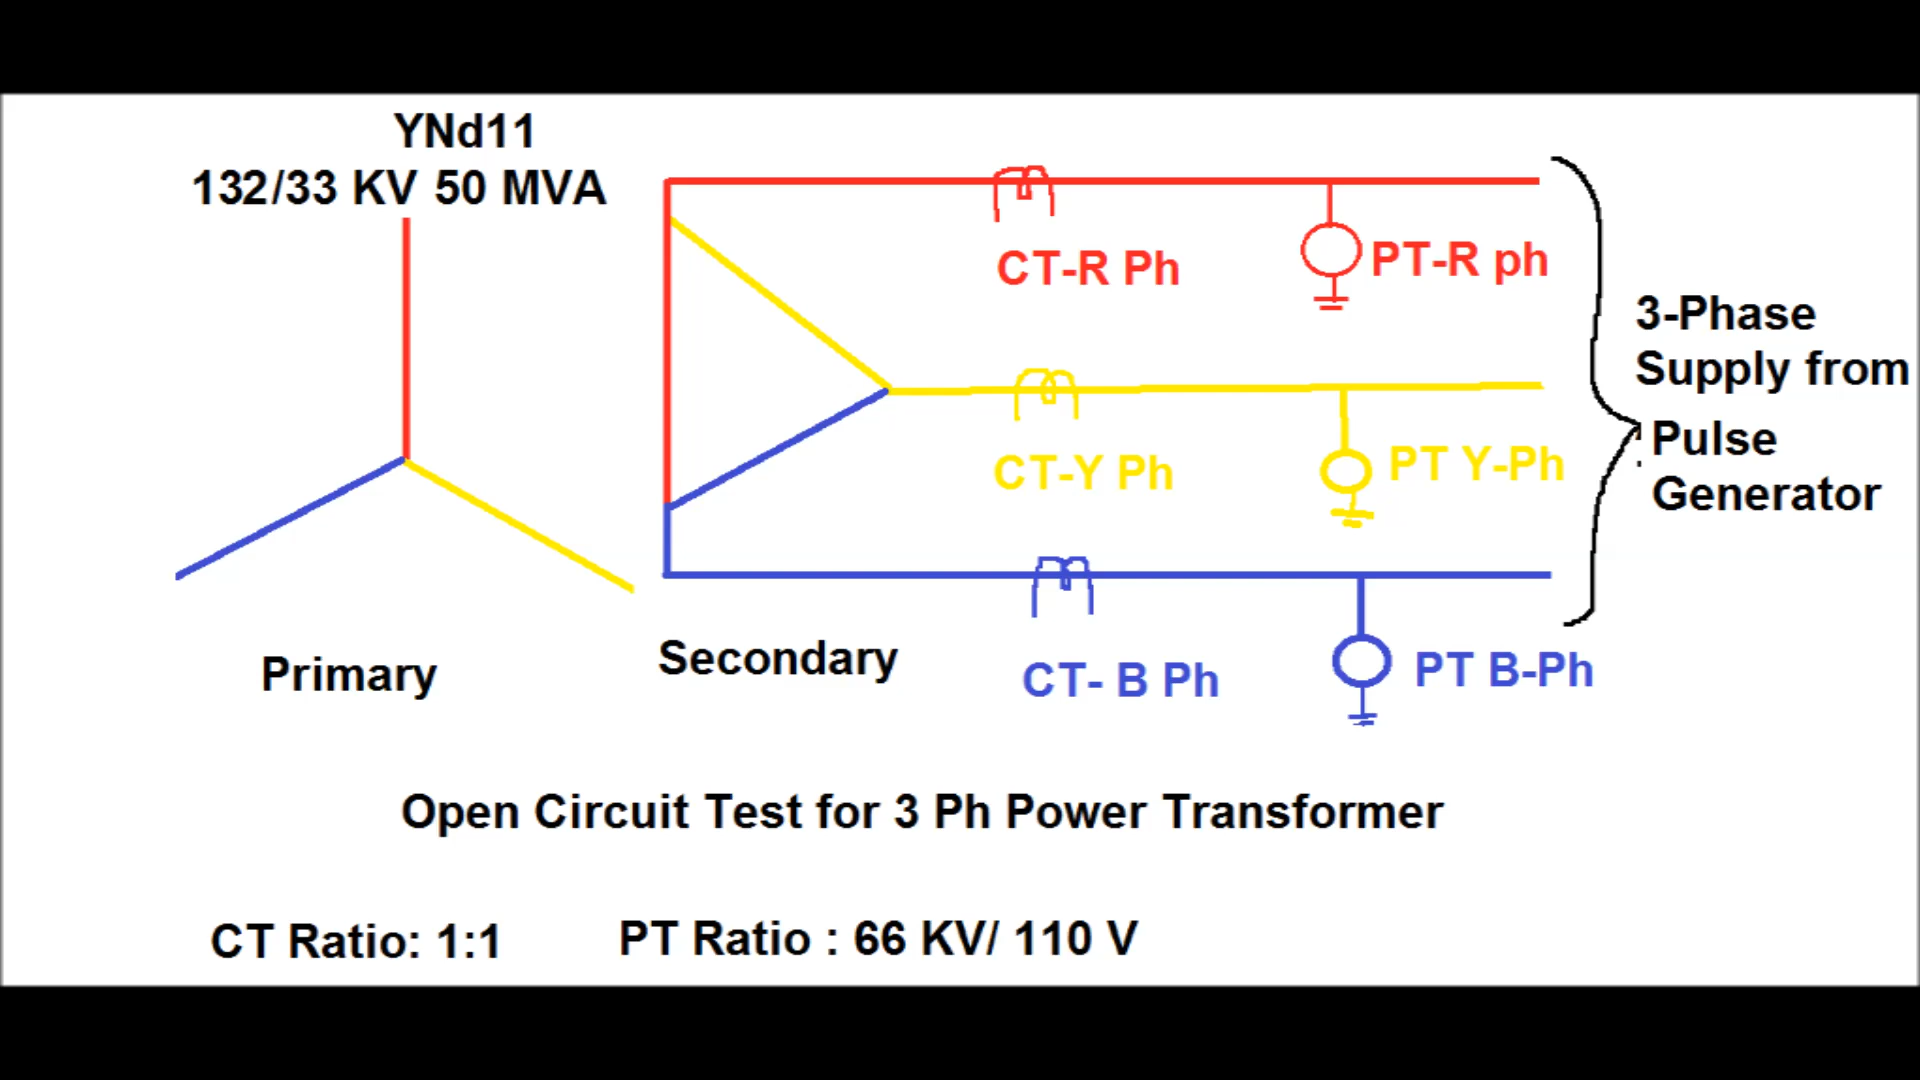 YNd11
132/33 KV 50 MVA
CT-R Ph
PT-R ph
3-Phase
Supply from
Pulse
Generator
CT-Y Ph
PT Y-Ph
Primary
Secondary
CT- B Ph
PT B-Ph
Open Circuit Test for 3 Ph Power Transformer
CT Ratio: 1:1
PT Ratio : 66 KV/ 110 V